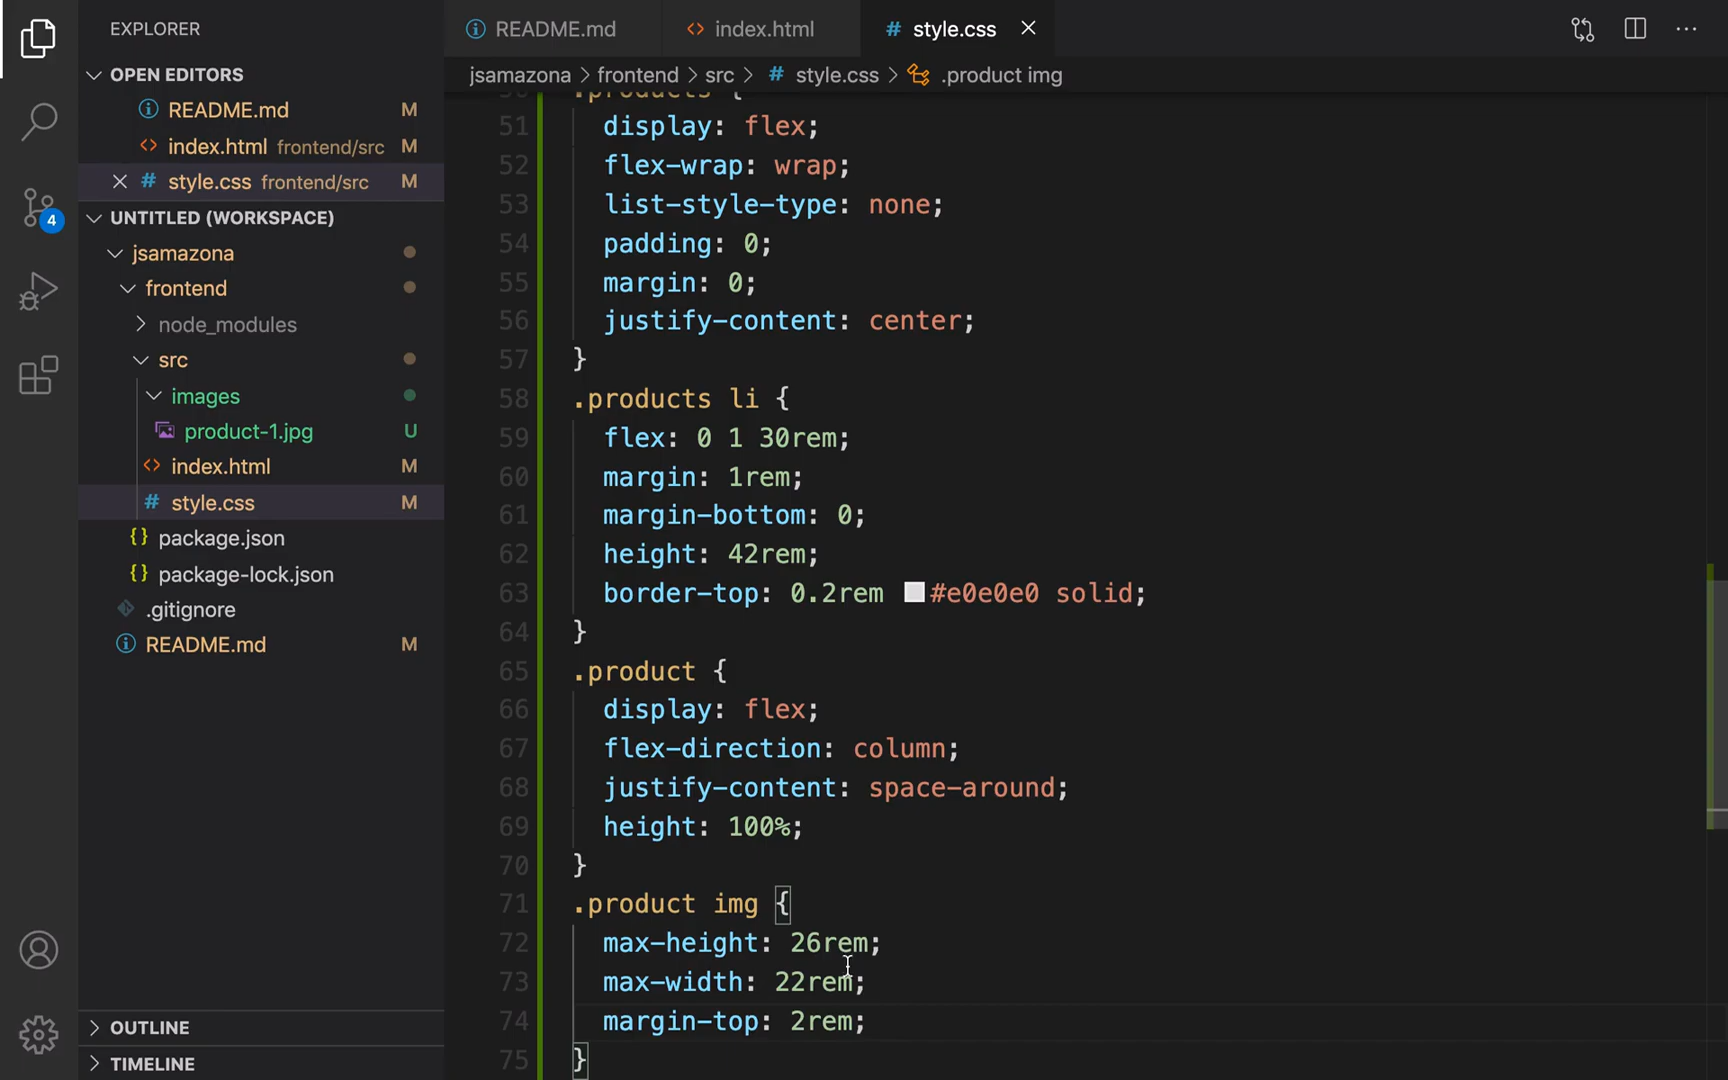 EXPLORER
OPEN EDITORS
README.md M
index.html frontend/src M
style.css frontend/src M
4
UNTITLED (WORKSPACE)
jsamazona
frontend
node_modules
src
images
product-1.jpg U
index.html M
style.css M
package.json
package-lock.json
.gitignore
README.md M
OUTLINE
TIMELINE
README.md index.html style.css
jsamazona > frontend > src > # style.css > .product img
.products {
51 display: flex;
52 flex-wrap: wrap;
53 list-style-type: none;
54 padding: 0;
55 margin: 0;
56 justify-content: center;
57 }
58 .products li {
59 flex: 0 1 30rem;
60 margin: 1rem;
61 margin-bottom: 0;
62 height: 42rem;
63 border-top: 0.2rem #e0e0e0 solid;
64 }
65 .product {
66 display: flex;
67 flex-direction: column;
68 justify-content: space-around;
69 height: 100%;
70 }
71 .product img {
72 max-height: 26rem;
73 max-width: 22rem;
74 margin-top: 2rem;
75 }